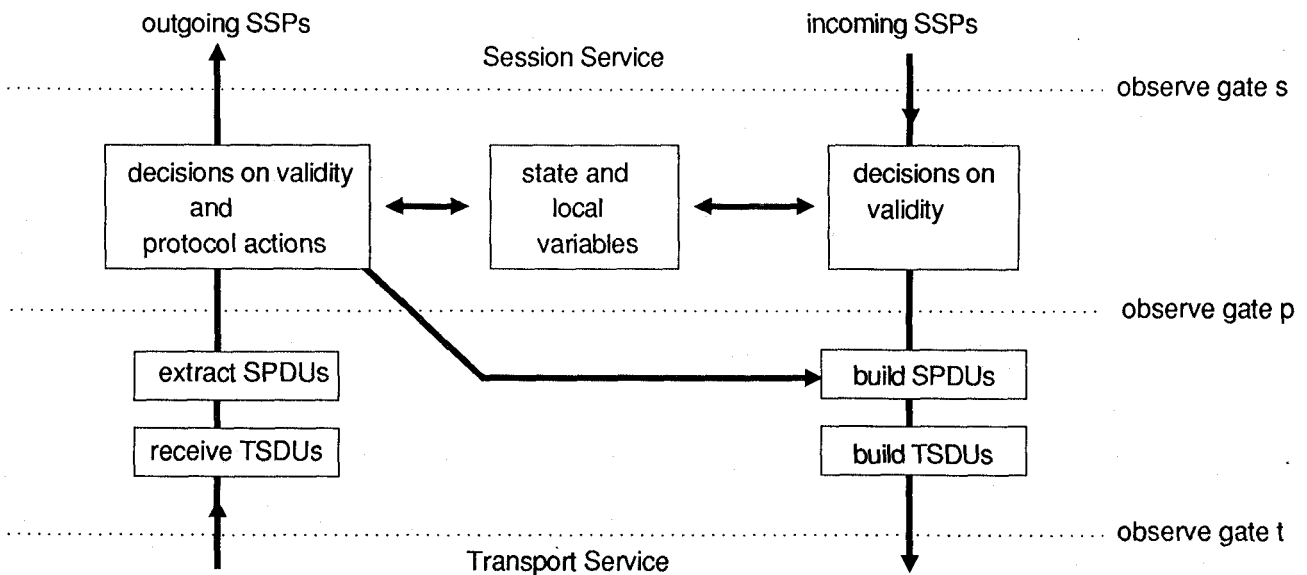 outgoing SSPs
incoming SSPs
Session Service
observe gate s
decisions on validity
and
protocol actions
state and
local
variables
decisions on
validity
observe gate p
extract SPDUs
build SPDUs
receive TSDUs
build TSDUs
observe gate t
Transport Service